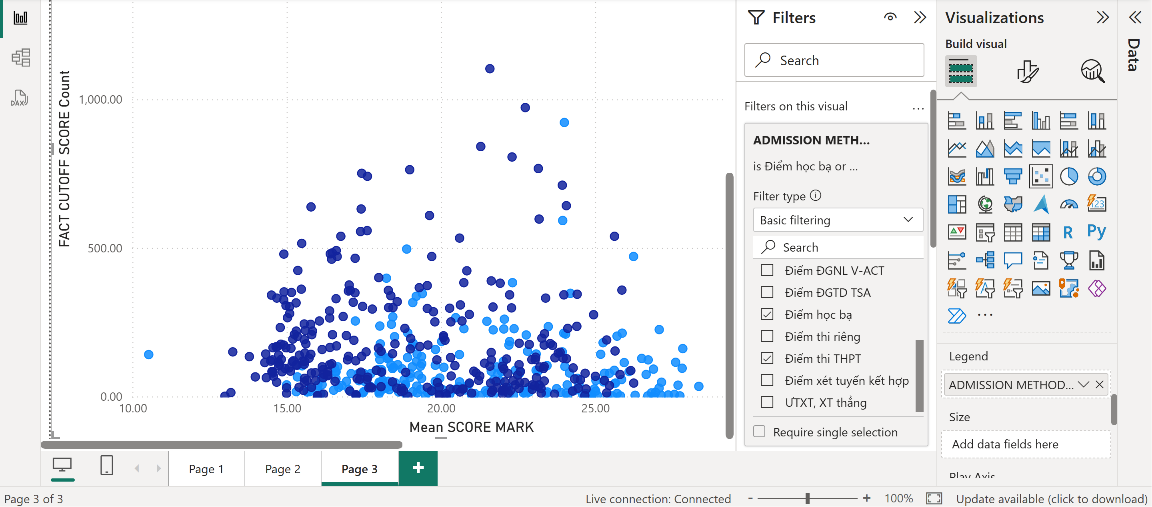 FACT CUTOFF SCORE Count
1,000.00
500.00
0.00
10.00
15.00
20.00
25.00
Mean SCORE MARK
Filters
Search
Filters on this visual
...
ADMISSION METH...
is Điểm học bạ or ...
Filter type
Basic filtering
Search
Điểm ĐGNL V-ACT
Điểm ĐGTD TSA
Điểm học bạ
Điểm thi riêng
Điểm thi THPT
Điểm xét tuyển kết hợp
ƯTXT, XT thẳng
Require single selection
Visualizations
Build visual
123
R
Py
...
Legend
ADMISSION METHOD...
Size
Add data fields here
Play Axis
Data
DAX
Page 1
Page 2
Page 3
+
Page 3 of 3
Live connection: Connected
- + 100%
Update available (click to download)